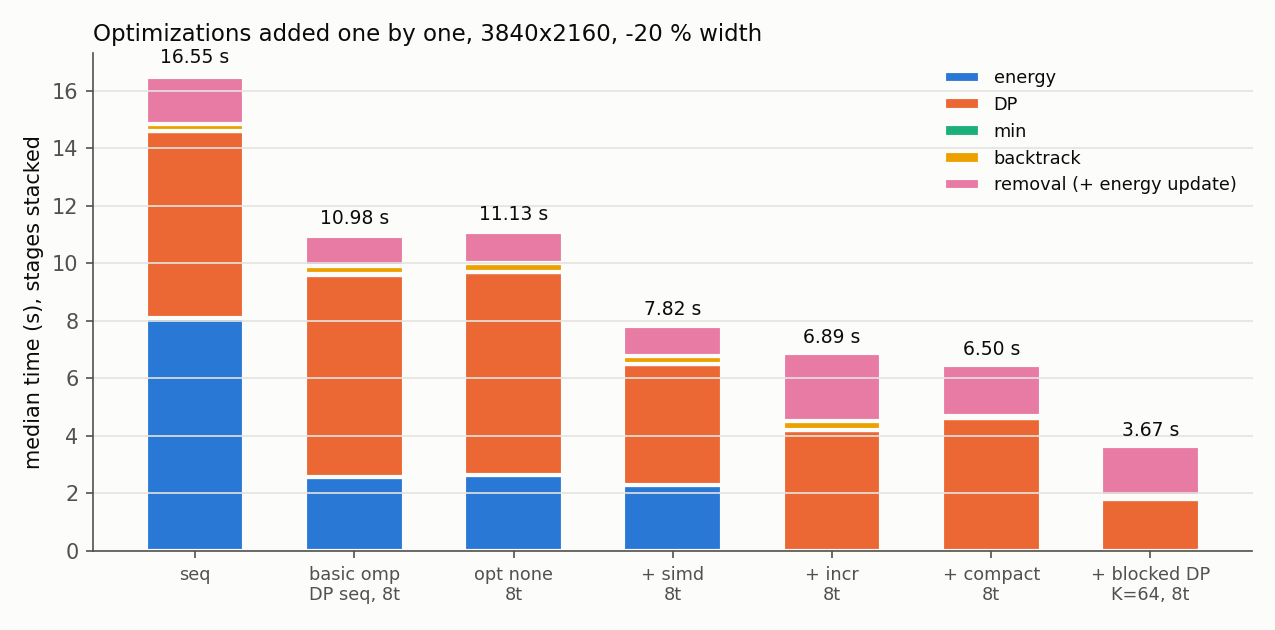 Optimizations added one by one, 3840x2160, -20 % width
median time (s), stages stacked
16
14
12
10
8
6
4
2
0
16.55 s
10.98 s
11.13 s
7.82 s
6.89 s
6.50 s
3.67 s
energy
DP
min
backtrack
removal (+ energy update)
seq
basic omp
DP seq, 8t
opt none
8t
+ simd
8t
+ incr
8t
+ compact
8t
+ blocked DP
K=64, 8t